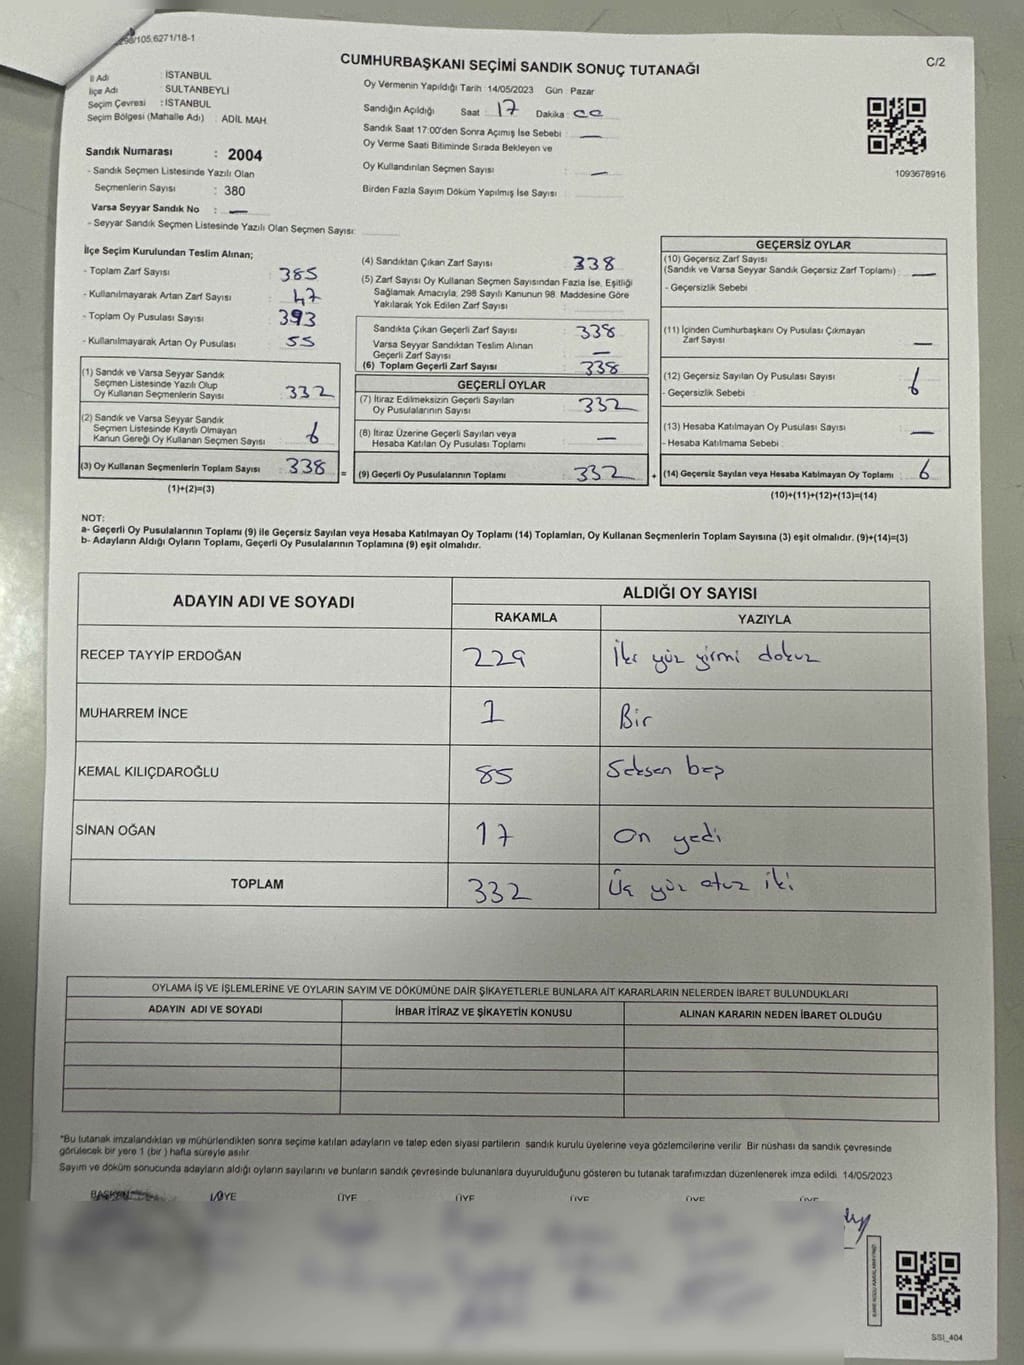 298/105;6271/18-1
C/2
CUMHURBAŞKANI SEÇİMİ SANDIK SONUÇ TUTANAĞI
İl Adı : İSTANBUL
İlçe Adı : SULTANBEYLİ
Seçim Çevresi : İSTANBUL
Seçim Bölgesi (Mahalle Adı) : ADİL MAH.
Oy Vermenin Yapıldığı Tarih : 14/05/2023 Gün : Pazar
Sandığın Açıldığı Saat : 17 Dakika : 00
Sandık Saat 17:00'den Sonra Açımış İse Sebebi : —
Oy Verme Saati Bitiminde Sırada Bekleyen ve
Oy Kullandırılan Seçmen Sayısı : —
Birden Fazla Sayım Döküm Yapılmış İse Sayısı :
1093678916
Sandık Numarası : 2004
- Sandık Seçmen Listesinde Yazılı Olan
Seçmenlerin Sayısı : 380
Varsa Seyyar Sandık No : —
- Seyyar Sandık Seçmen Listesinde Yazılı Olan Seçmen Sayısı:
İlçe Seçim Kurulundan Teslim Alınan;
- Toplam Zarf Sayısı : 385
- Kullanılmayarak Artan Zarf Sayısı : 47
- Toplam Oy Pusulası Sayısı : 393
- Kullanılmayarak Artan Oy Pusulası : 55
(1) Sandık ve Varsa Seyyar Sandık
Seçmen Listesinde Yazılı Olup
Oy Kullanan Seçmenlerin Sayısı : 332
(2) Sandık ve Varsa Seyyar Sandık
Seçmen Listesinde Kayıtlı Olmayan
Kanun Gereği Oy Kullanan Seçmen Sayısı : 6
(3) Oy Kullanan Seçmenlerin Toplam Sayısı : 338
(1)+(2)=(3)
=
(4) Sandıktan Çıkan Zarf Sayısı : 338
(5) Zarf Sayısı Oy Kullanan Seçmen Sayısından Fazla İse, Eşitliği
Sağlamak Amacıyla; 298 Sayılı Kanunun 98. Maddesine Göre
Yakılarak Yok Edilen Zarf Sayısı :
Sandıkta Çıkan Geçerli Zarf Sayısı : 338
Varsa Seyyar Sandıktan Teslim Alınan
Geçerli Zarf Sayısı : —
(6) Toplam Geçerli Zarf Sayısı : 338
GEÇERLİ OYLAR
(7) İtiraz Edilmeksizin Geçerli Sayılan
Oy Pusulalarının Sayısı : 332
(8) İtiraz Üzerine Geçerli Sayılan veya
Hesaba Katılan Oy Pusulası Toplamı : —
(9) Geçerli Oy Pusulalarının Toplamı : 332
+
GEÇERSİZ OYLAR
(10) Geçersiz Zarf Sayısı
(Sandık ve Varsa Seyyar Sandık Geçersiz Zarf Toplamı) : —
- Geçersizlik Sebebi
(11) İçinden Cumhurbaşkanı Oy Pusulası Çıkmayan
Zarf Sayısı : —
(12) Geçersiz Sayılan Oy Pusulası Sayısı : 6
- Geçersizlik Sebebi :
(13) Hesaba Katılmayan Oy Pusulası Sayısı : —
- Hesaba Katılmama Sebebi :
(14) Geçersiz Sayılan veya Hesaba Katılmayan Oy Toplamı : 6
(10)+(11)+(12)+(13)=(14)
NOT:
a- Geçerli Oy Pusulalarının Toplamı (9) ile Geçersiz Sayılan veya Hesaba Katılmayan Oy Toplamı (14) Toplamları, Oy Kullanan Seçmenlerin Toplam Sayısına (3) eşit olmalıdır. (9)+(14)=(3)
b- Adayların Aldığı Oyların Toplamı, Geçerli Oy Pusulalarının Toplamına (9) eşit olmalıdır.
ADAYIN ADI VE SOYADI
ALDIĞI OY SAYISI
RAKAMLA YAZIYLA
RECEP TAYYİP ERDOĞAN 229 İki yüz yirmi dokuz
MUHARREM İNCE 1 Bir
KEMAL KILIÇDAROĞLU 85 Seksen beş
SİNAN OĞAN 17 On yedi
TOPLAM 332 Üç yüz otuz iki
OYLAMA İŞ VE İŞLEMLERİNE VE OYLARIN SAYIM VE DÖKÜMÜNE DAİR ŞİKAYETLERLE BUNLARA AİT KARARLARIN NELERDEN İBARET BULUNDUKLARI
ADAYIN ADI VE SOYADI İHBAR İTİRAZ VE ŞİKAYETİN KONUSU ALINAN KARARIN NEDEN İBARET OLDUĞU
*Bu tutanak imzalandıktan ve mühürlendikten sonra seçime katılan adayların ve talep eden siyasi partilerin sandık kurulu üyelerine veya gözlemcilerine verilir. Bir nüshası da sandık çevresinde
görülecek bir yere 1 (bir ) hafta süreyle asılır.
Sayım ve döküm sonucunda adayların aldığı oyların sayılarını ve bunların sandık çevresinde bulunanlara duyurulduğunu gösteren bu tutanak tarafımızdan düzenlenerek imza edildi. 14/05/2023
BAŞKAN ÜYE ÜYE ÜYE ÜYE ÜYE ÜYE
SSI_404